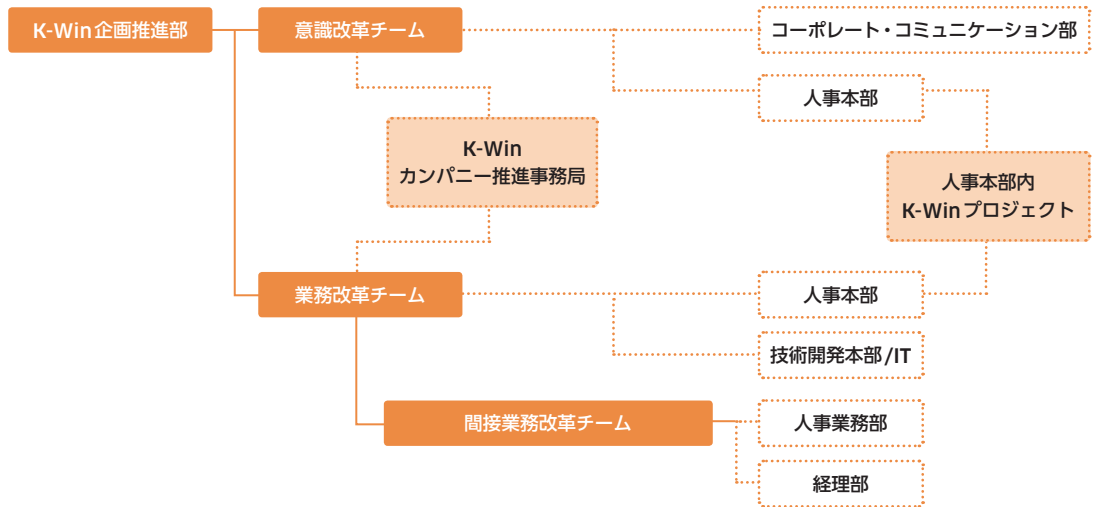 K-Win企画推進部
意識改革チーム
コーポレート・コミュニケーション部
人事本部
K-Win
カンパニー推進事務局
人事本部内
K-Winプロジェクト
業務改革チーム
人事本部
技術開発本部/IT
間接業務改革チーム
人事業務部
経理部